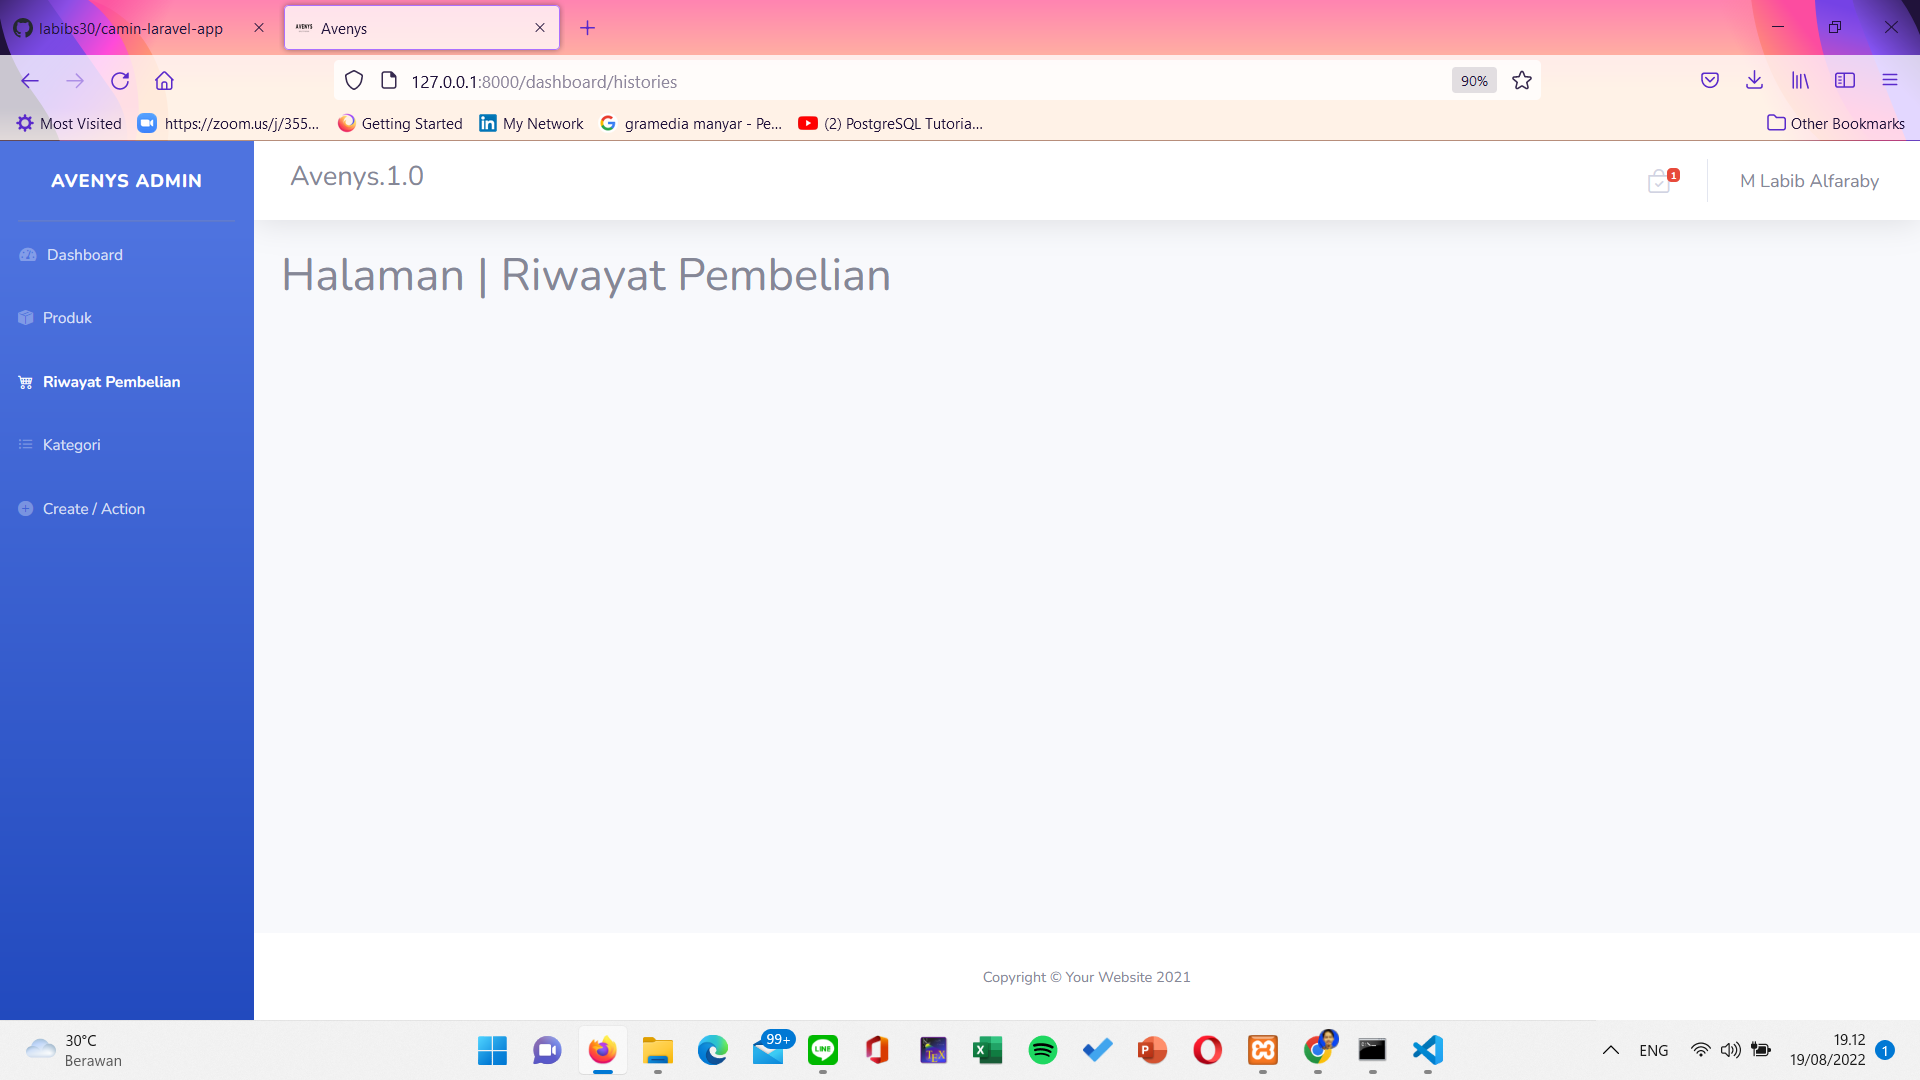 labibs30/camin-laravel-app
AVENYS Avenys
127.0.0.1:8000/dashboard/histories
90%
Most Visited
https://zoom.us/j/355...
Getting Started
My Network
gramedia manyar - Pe...
(2) PostgreSQL Tutoria...
Other Bookmarks
AVENYS ADMIN
Avenys.1.0
1
M Labib Alfaraby
Dashboard
Halaman | Riwayat Pembelian
Produk
Riwayat Pembelian
Kategori
Create / Action
Copyright © Your Website 2021
30°C
Berawan
99+
LINE
TEX
X
P
ENG
19.12
19/08/2022
1